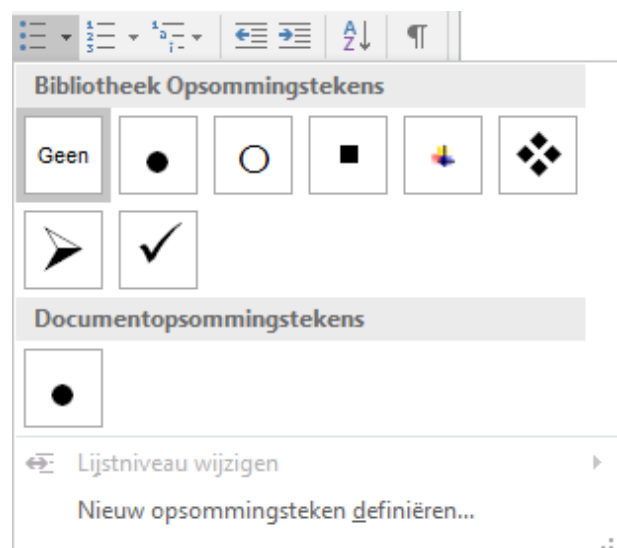 Bibliotheek Opsommingstekens
Geen
Documentopsommingstekens
Lijstniveau wijzigen
Nieuw opsommingsteken definiëren...